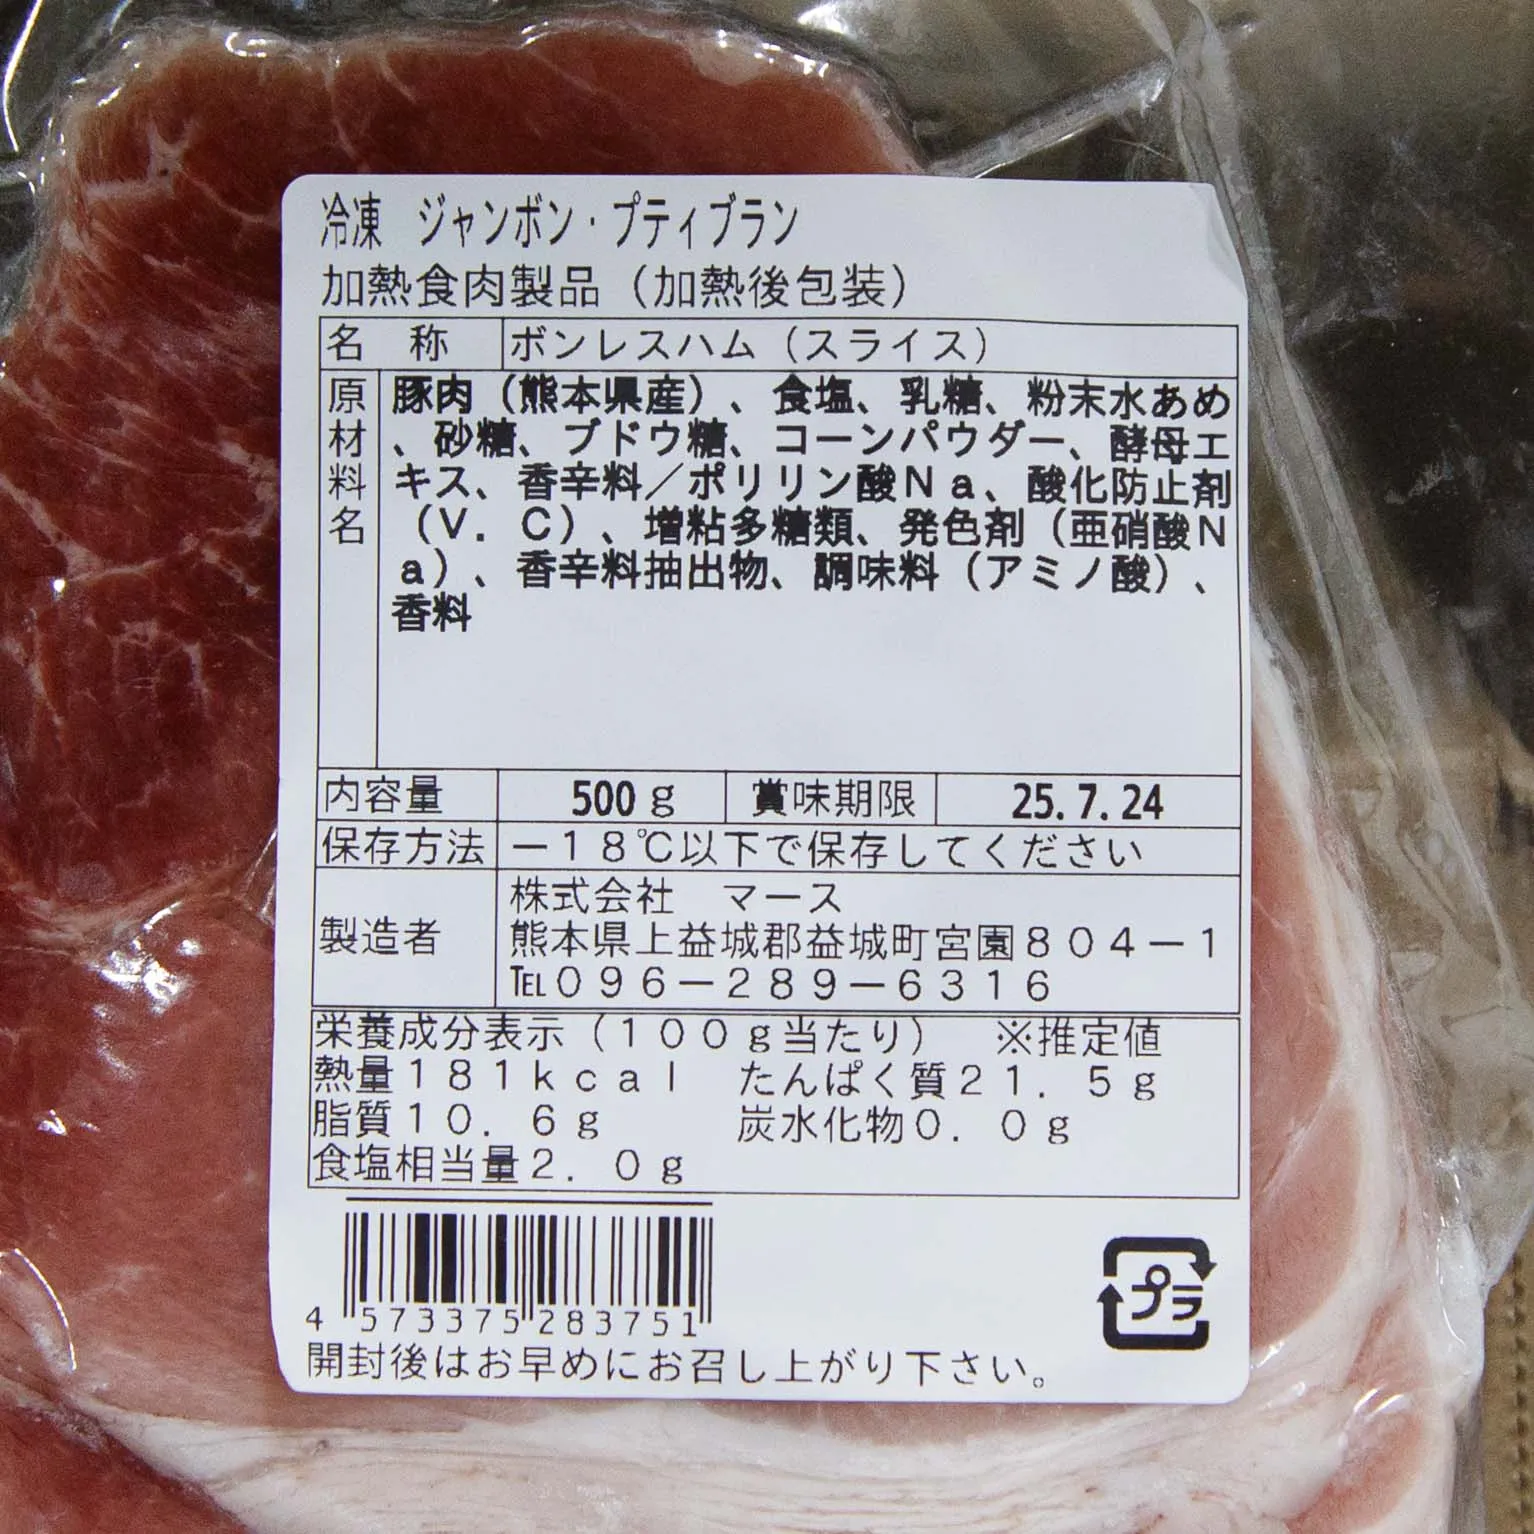 冷凍　ジャンボン・プティブラン
加熱食肉製品（加熱後包装）
名　称　ボンレスハム（スライス）
原材料名　豚肉（熊本県産）、食塩、乳糖、粉末水あめ
、砂糖、ブドウ糖、コーンパウダー、酵母エ
キス、香辛料／ポリリン酸Ｎａ、酸化防止剤
（Ｖ．Ｃ）、増粘多糖類、発色剤（亜硝酸Ｎ
ａ）、香辛料抽出物、調味料（アミノ酸）、
香料
内容量　500ｇ　賞味期限　25.7.24
保存方法　－１８℃以下で保存してください
製造者　株式会社　マース
熊本県上益城郡益城町宮園８０４－１
℡０９６－２８９－６３１６
栄養成分表示（１００ｇ当たり）　※推定値
熱量１８１ｋｃａｌ　たんぱく質２１．５ｇ
脂質１０．６ｇ　炭水化物０．０ｇ
食塩相当量２．０ｇ
4 573375 283751
プラ
開封後はお早めにお召し上がり下さい。